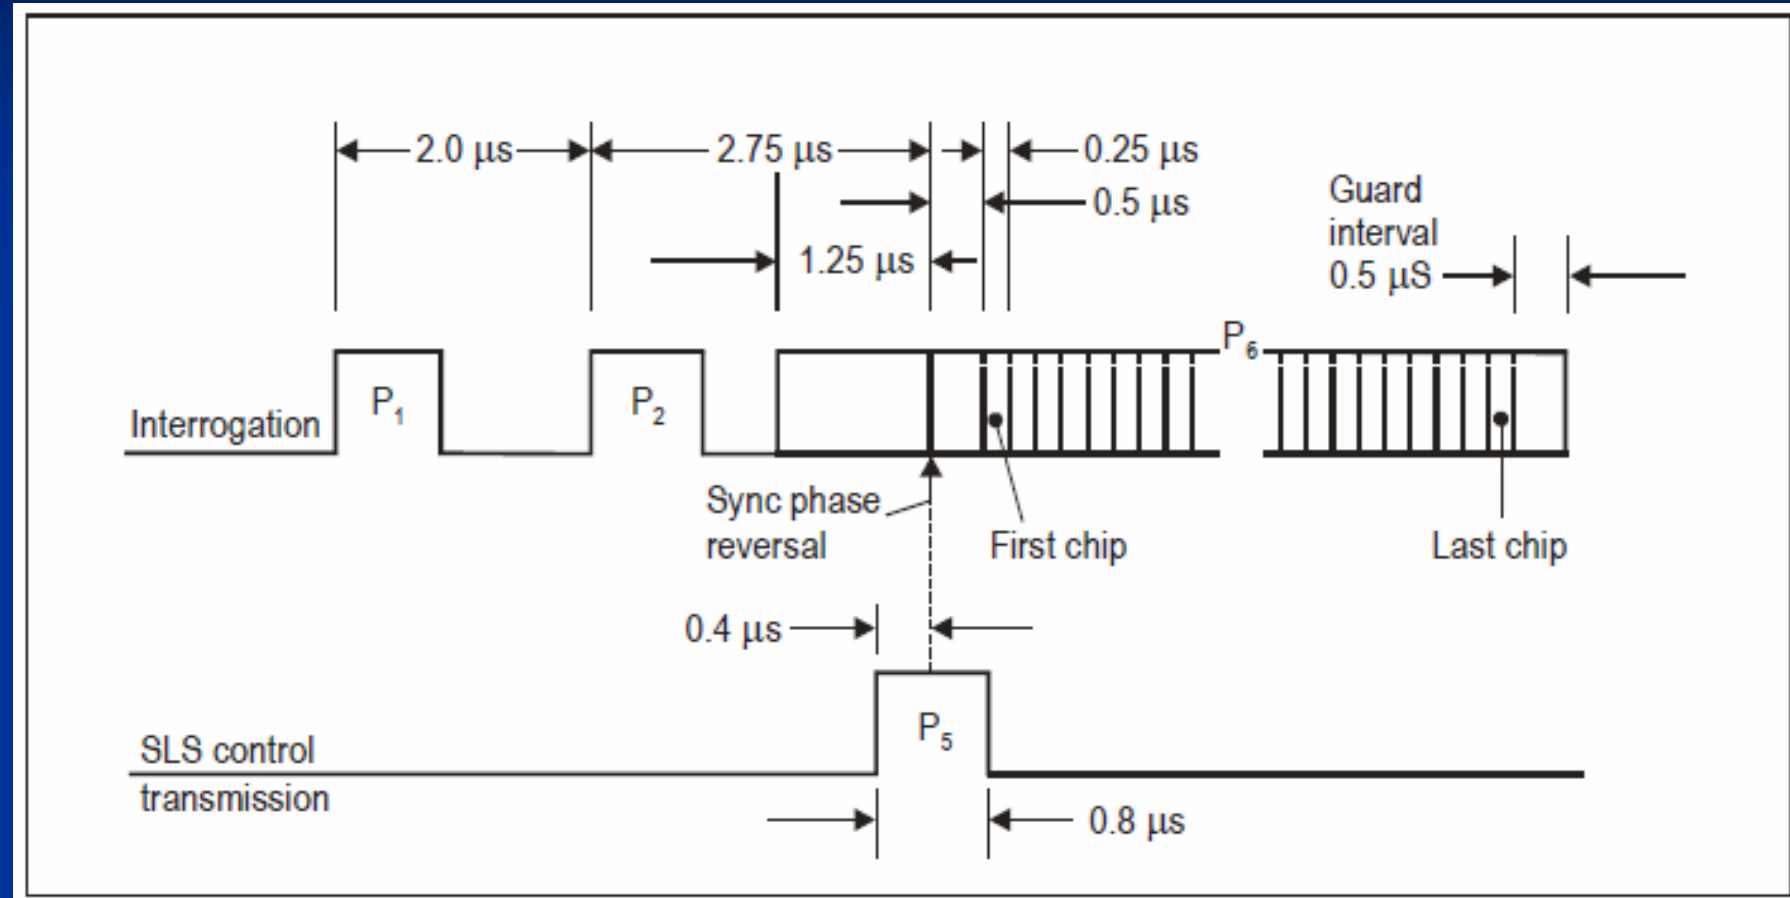 2.0 μs
2.75 μs
0.25 μs
0.5 μs
1.25 μs
Guard
interval
0.5 μS
P6
Interrogation
P1
P2
Sync phase
reversal
First chip
Last chip
0.4 μs
P5
SLS control
transmission
0.8 μs